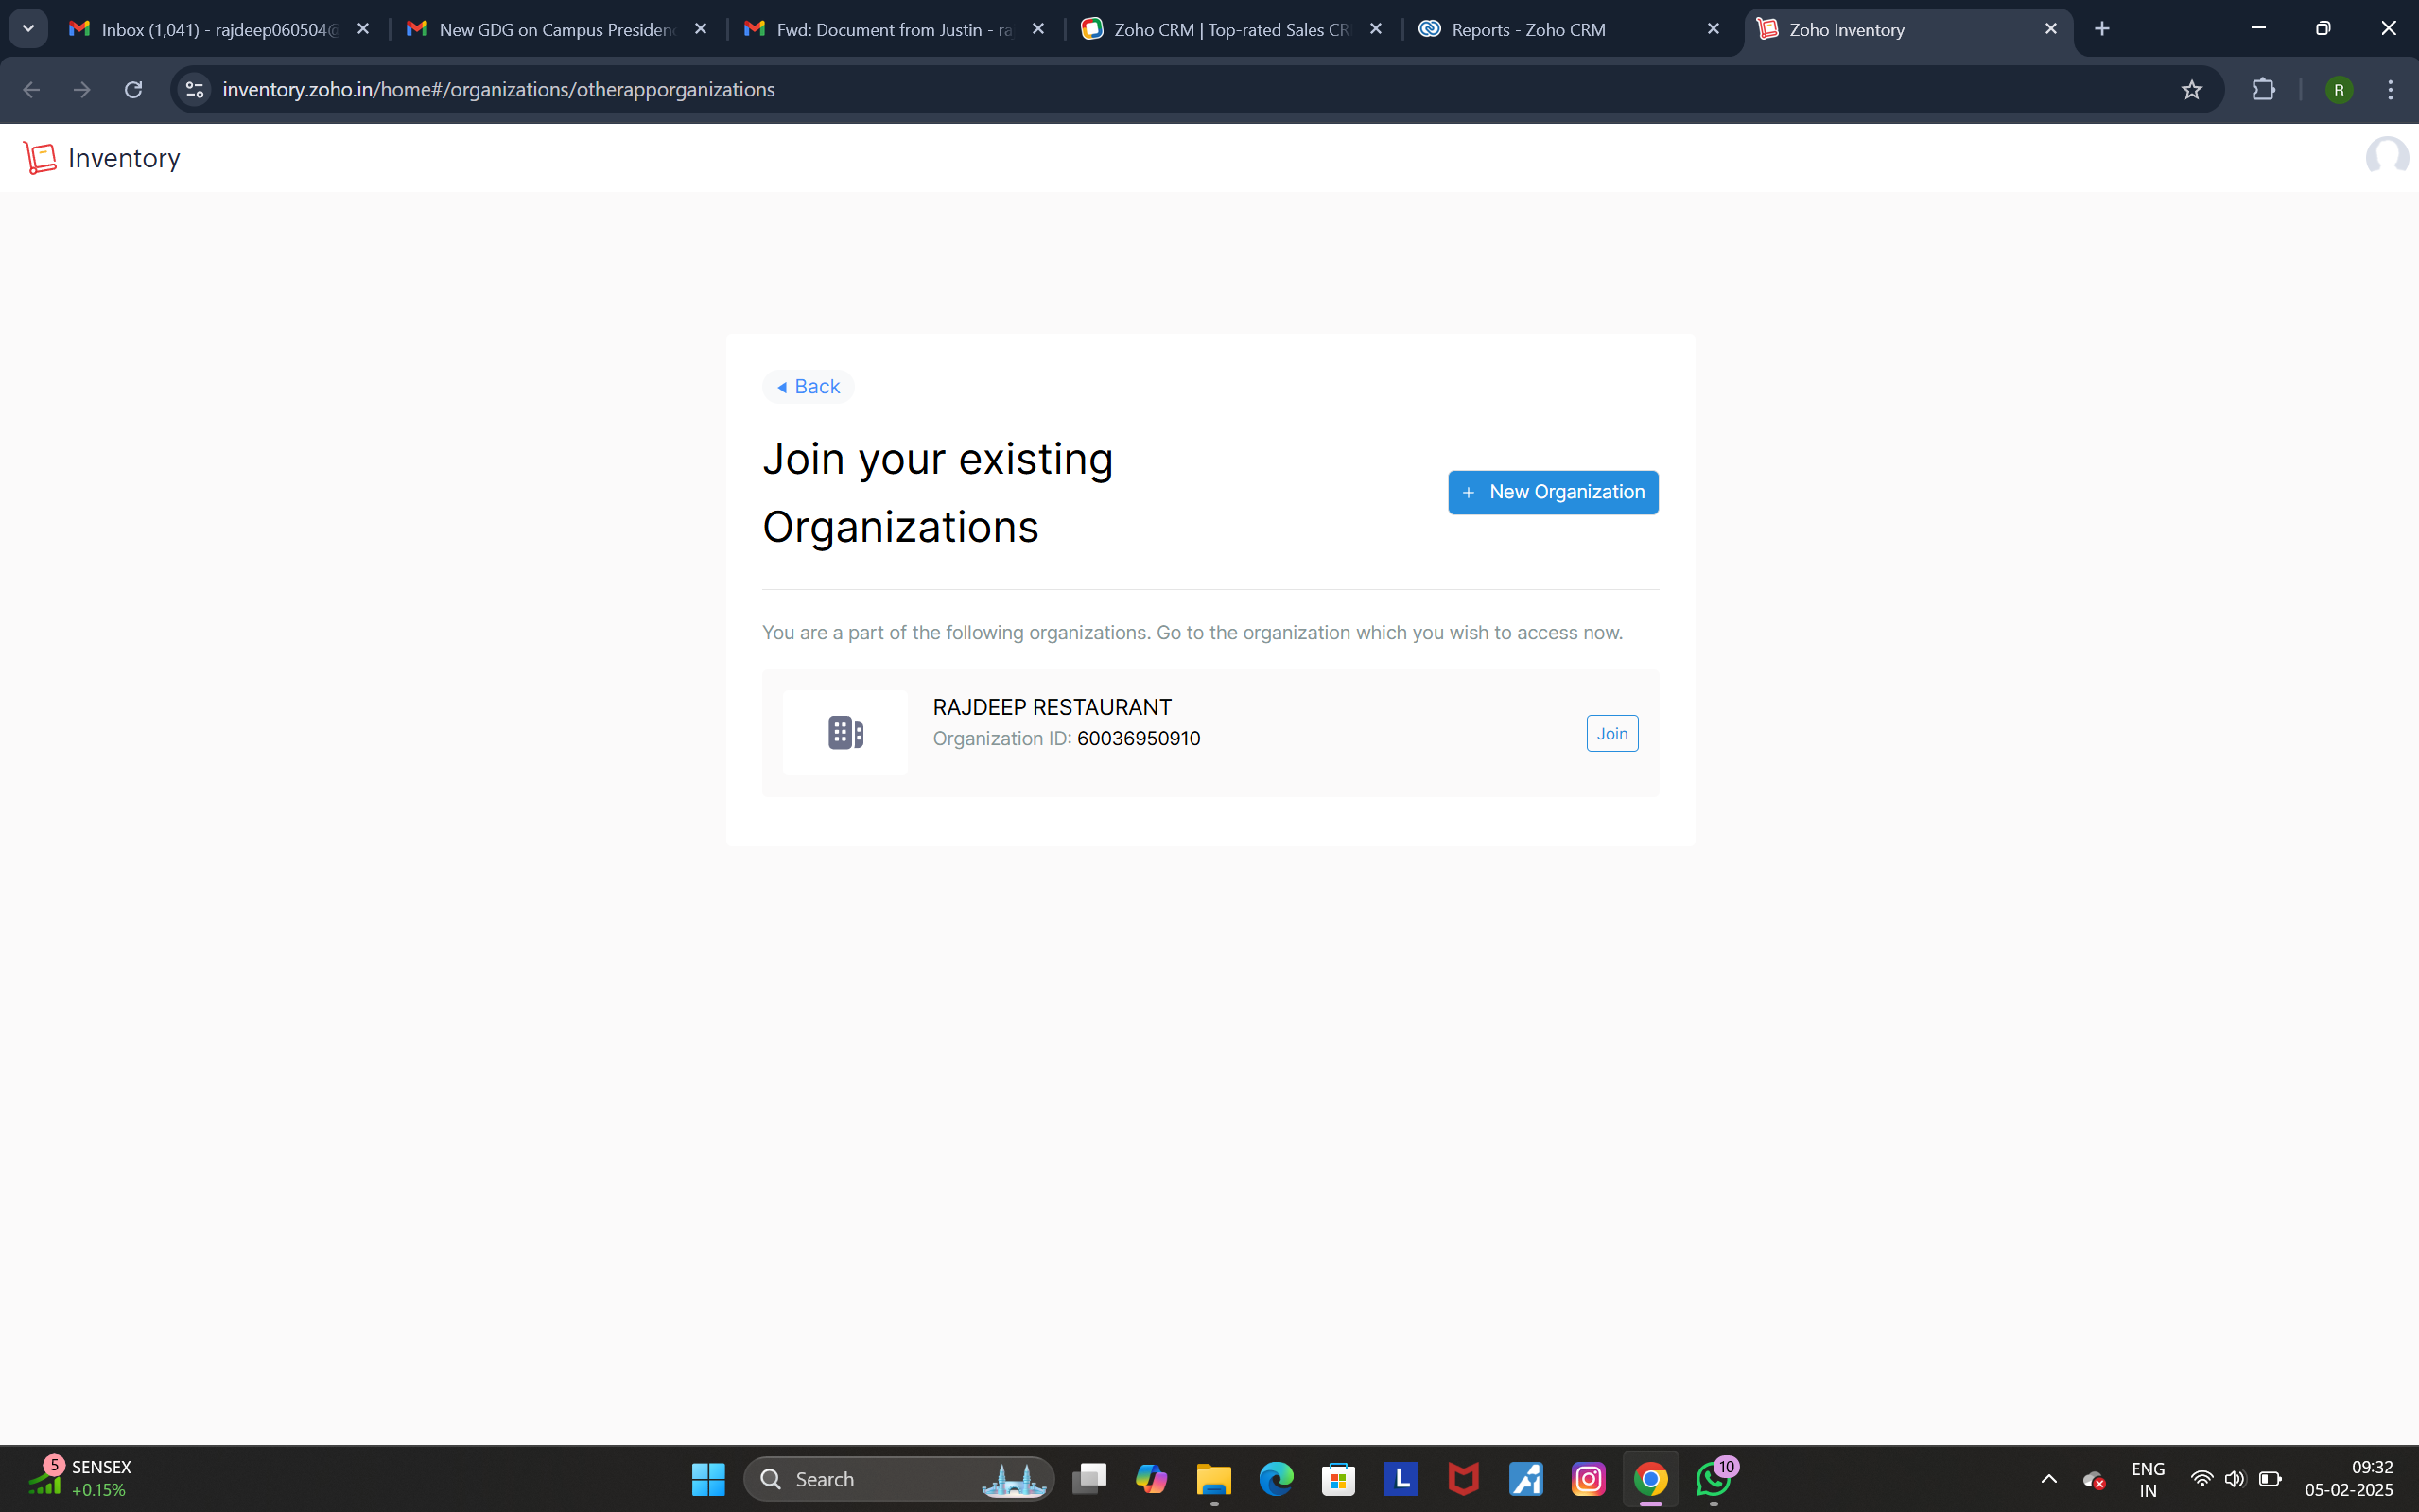 Inbox (1,041) - rajdeep060504@
New GDG on Campus Presiden
Fwd: Document from Justin - ra
Zoho CRM | Top-rated Sales CR
Reports - Zoho CRM
Zoho Inventory
inventory.zoho.in/home#/organizations/otherapporganizations
R
Inventory
Back
Join your existing
Organizations
+ New Organization
You are a part of the following organizations. Go to the organization which you wish to access now.
RAJDEEP RESTAURANT
Organization ID: 60036950910
Join
5
SENSEX
+0.15%
Search
L
10
ENG
IN
09:32
05-02-2025